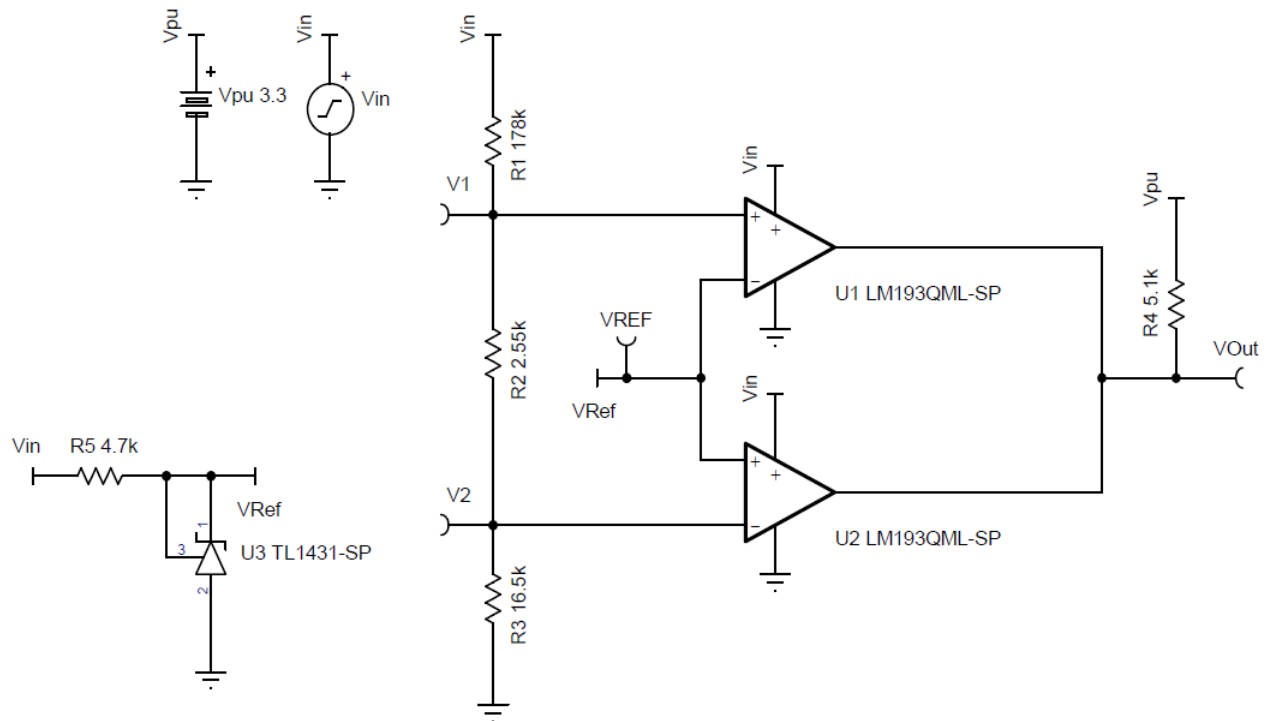 Vpu
Vin
Vin
+
+
Vpu 3.3
Vin
R1 178k
V1
Vin
Vpu
+
+
−
U1 LM193QML-SP
R4 5.1k
VREF
R2 2.55k
VOut
VRef
Vin
Vin
R5 4.7k
+
+
V2
VRef
1
−
U2 LM193QML-SP
3
U3 TL1431-SP
2
R3 16.5k